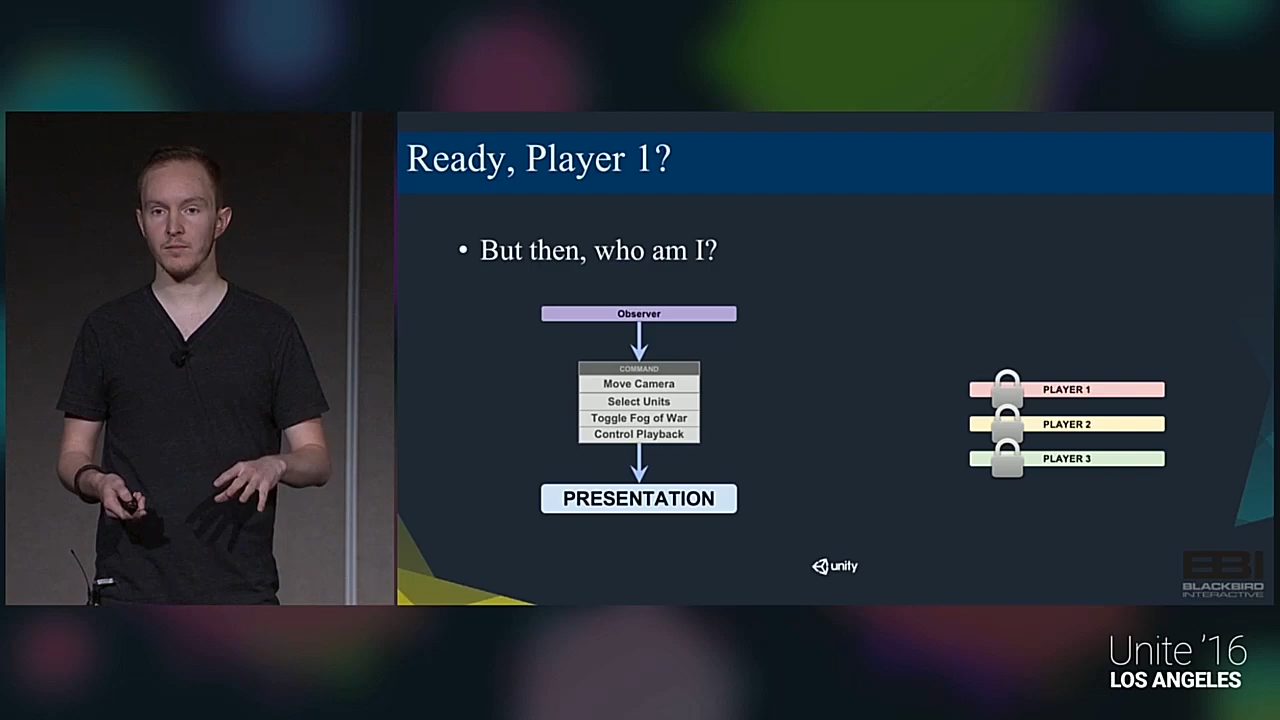 Ready, Player 1?
• But then, who am I?
Observer
COMMAND
Move Camera
Select Units
Toggle Fog of War
Control Playback
PRESENTATION
PLAYER 1
PLAYER 2
PLAYER 3
unity
BBI
BLACKBIRD
INTERACTIVE
Unite '16
LOS ANGELES